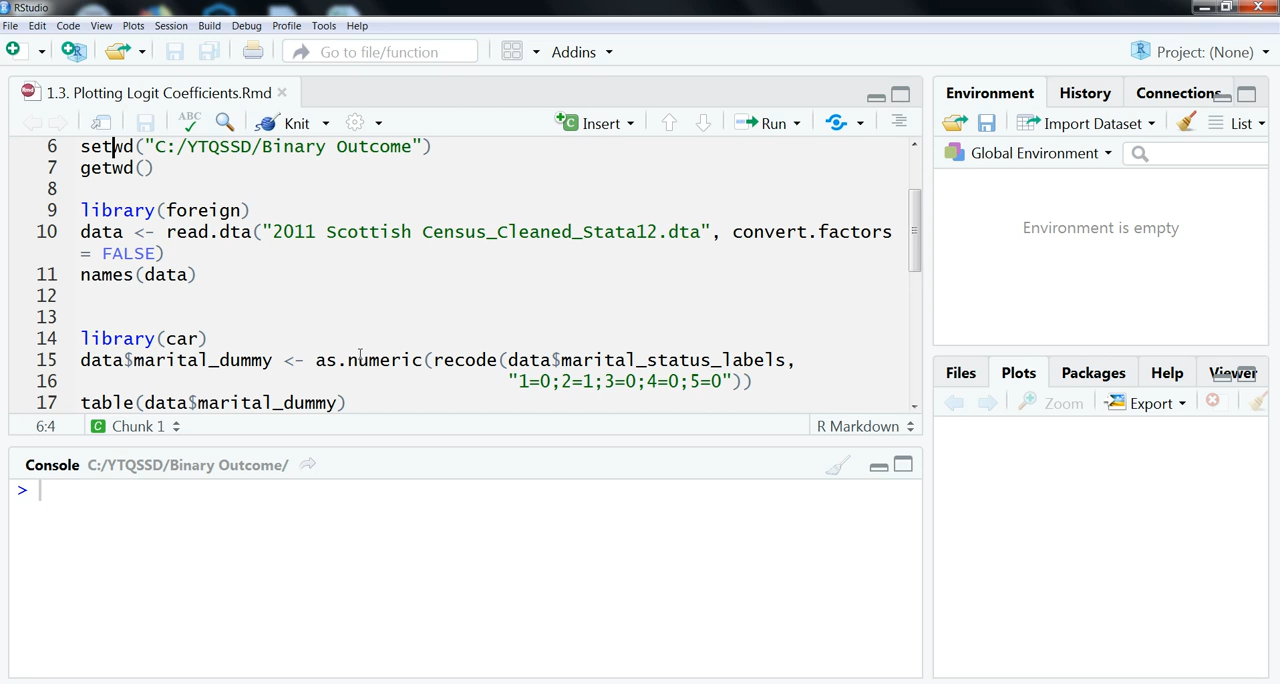 RStudio
File Edit Code View Plots Session Build Debug Profile Tools Help
Go to file/function Addins Project: (None)
1.3. Plotting Logit Coefficients.Rmd
ABC Knit Insert Run
6 setwd("C:/YTQSSD/Binary Outcome")
7 getwd()
8
9 library(foreign)
10 data <- read.dta("2011 Scottish Census_Cleaned_Stata12.dta", convert.factors
= FALSE)
11 names(data)
12
13
14 library(car)
15 data$marital_dummy <- as.numeric(recode(data$marital_status_labels,
16 "1=0;2=1;3=0;4=0;5=0"))
17 table(data$marital_dummy)
6:4 Chunk 1 R Markdown
Console C:/YTQSSD/Binary Outcome/
>
Environment History Connections
Import Dataset List
Global Environment
Environment is empty
Files Plots Packages Help Viewer
Zoom Export